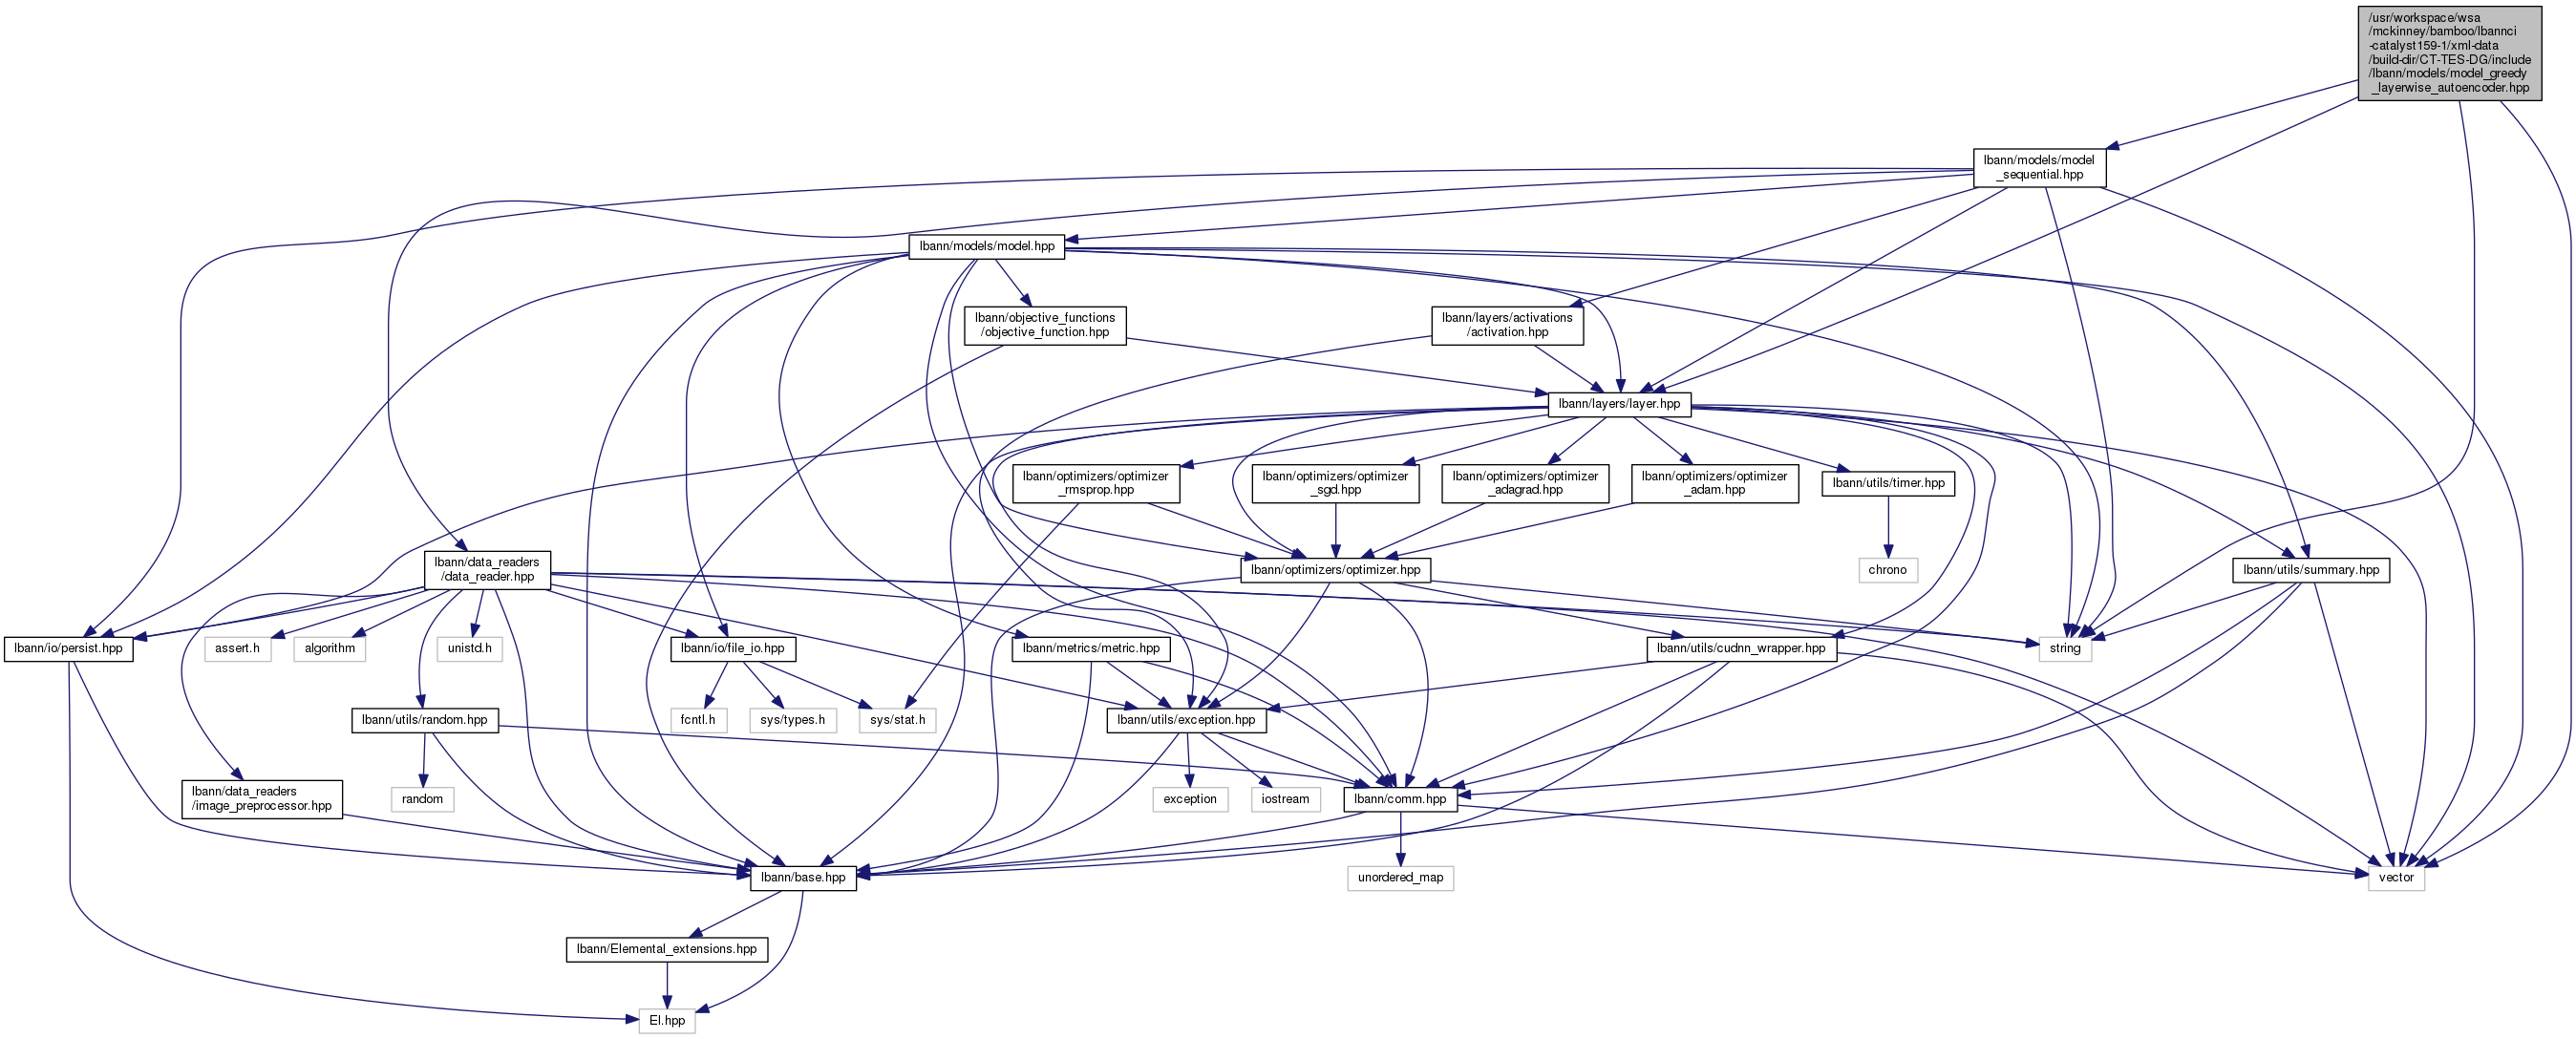 /usr/workspace/wsa
/mckinney/bamboo/lbannci
-catalyst159-1/xml-data
/build-dir/CT-TES-DG/include
/lbann/models/model_greedy
_layerwise_autoencoder.hpp
lbann/models/model
_sequential.hpp
lbann/models/model.hpp
lbann/objective_functions
/objective_function.hpp
lbann/layers/activations
/activation.hpp
lbann/layers/layer.hpp
lbann/optimizers/optimizer
_rmsprop.hpp
lbann/optimizers/optimizer
_sgd.hpp
lbann/optimizers/optimizer
_adagrad.hpp
lbann/optimizers/optimizer
_adam.hpp
lbann/utils/timer.hpp
lbann/data_readers
/data_reader.hpp
lbann/optimizers/optimizer.hpp
chrono
lbann/utils/summary.hpp
lbann/io/persist.hpp
assert.h
algorithm
unistd.h
lbann/io/file_io.hpp
lbann/metrics/metric.hpp
lbann/utils/cudnn_wrapper.hpp
string
lbann/utils/random.hpp
fcntl.h
sys/types.h
sys/stat.h
lbann/utils/exception.hpp
lbann/data_readers
/image_preprocessor.hpp
random
exception
iostream
lbann/comm.hpp
lbann/base.hpp
unordered_map
vector
lbann/Elemental_extensions.hpp
El.hpp